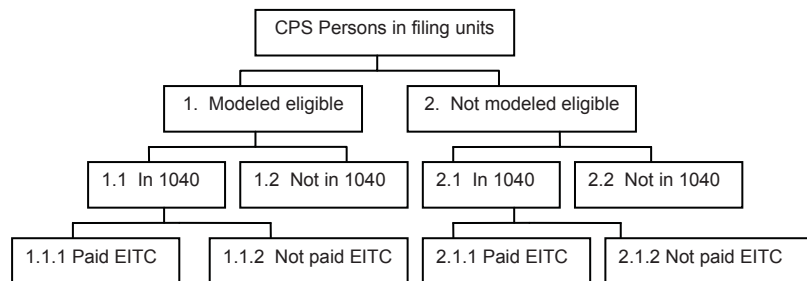 CPS Persons in filing units
1. Modeled eligible
2. Not modeled eligible
1.1 In 1040
1.2 Not in 1040
2.1 In 1040
2.2 Not in 1040
1.1.1 Paid EITC
1.1.2 Not paid EITC
2.1.1 Paid EITC
2.1.2 Not paid EITC